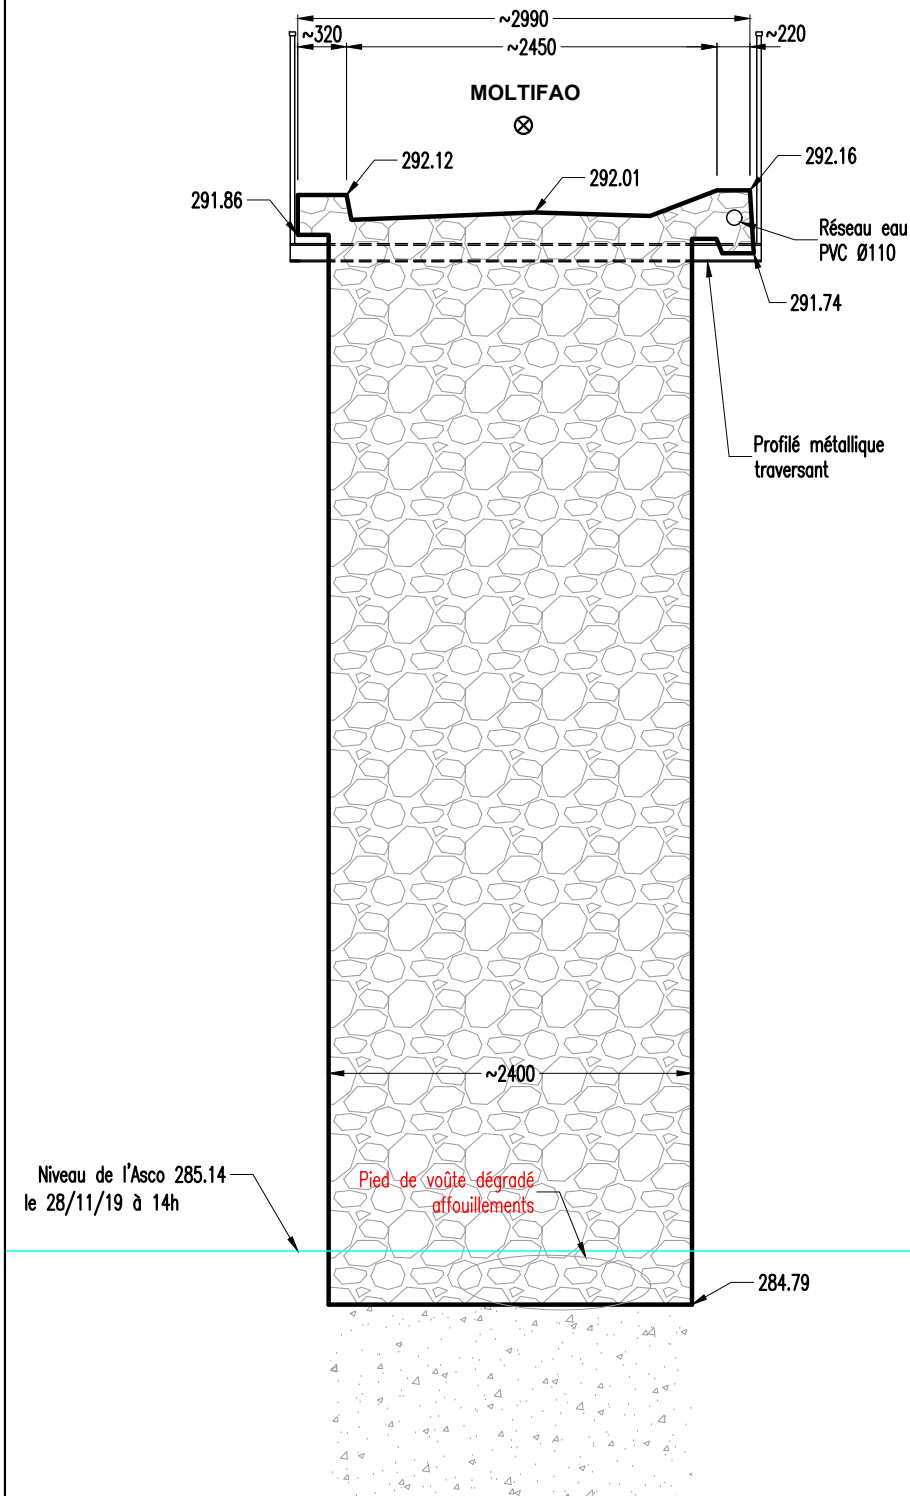 ~2990
~320
~2450
~220
MOLTIFAO
292.12
292.16
292.01
291.86
Réseau eau
PVC Ø110
291.74
Profilé métallique
traversant
~2400
Niveau de l'Asco 285.14
le 28/11/19 à 14h
Pied de voûte dégradé
affouillements
284.79